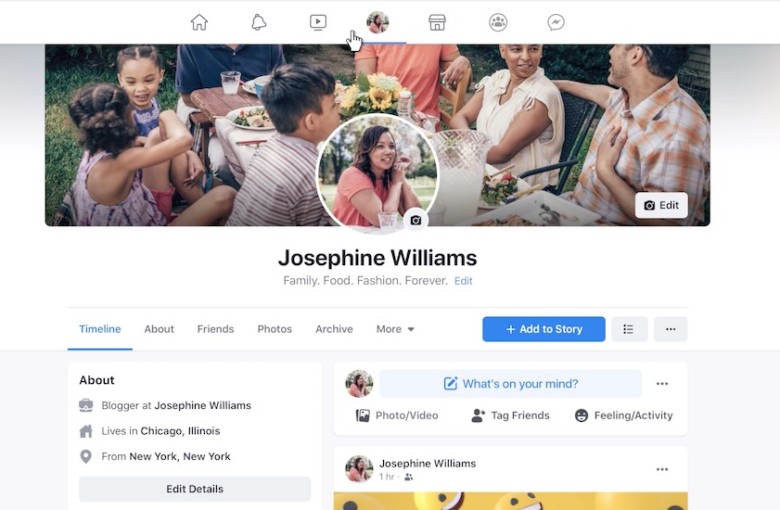 Edit
Josephine Williams
Family. Food. Fashion. Forever. Edit
Timeline About Friends Photos Archive More
+ Add to Story
About
Blogger at Josephine Williams
Lives in Chicago, Illinois
From New York, New York
Edit Details
What's on your mind?
Photo/Video Tag Friends Feeling/Activity
Josephine Williams
1 hr ·